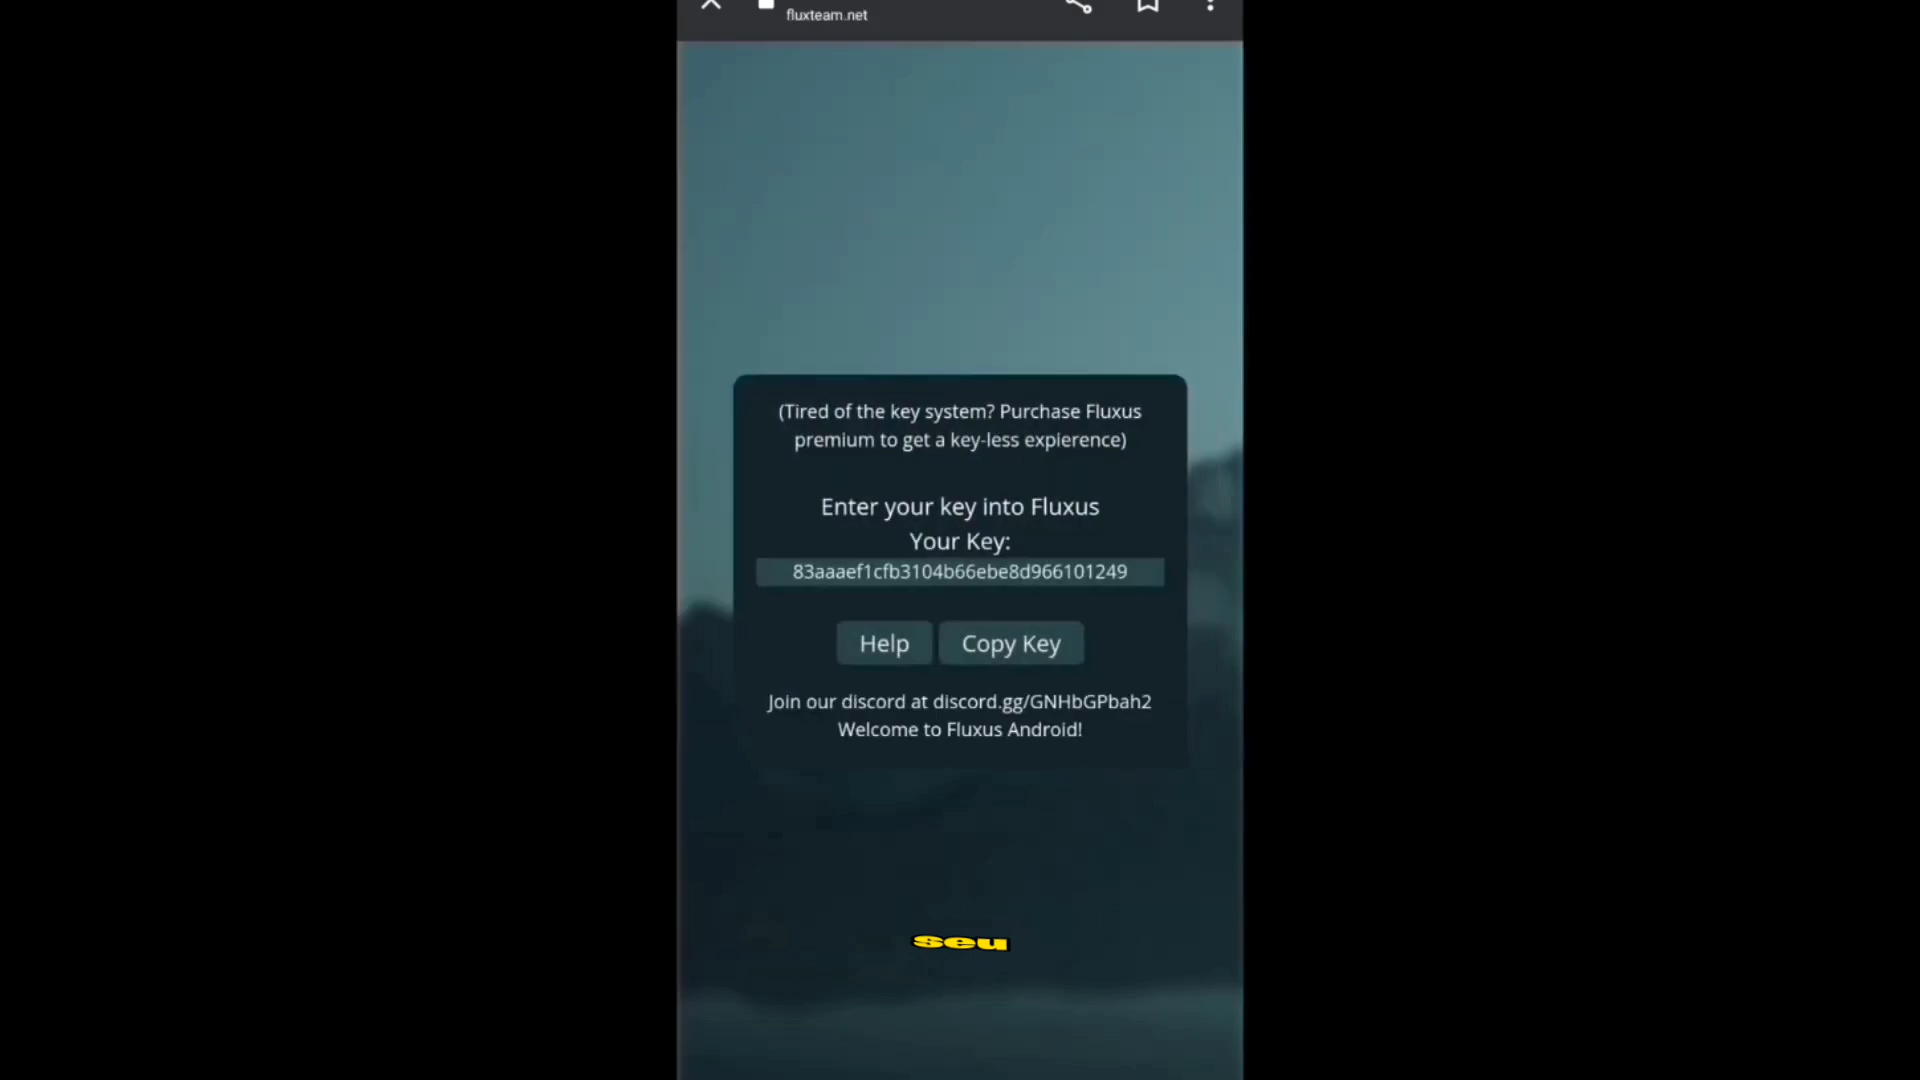 fluxteam.net
(Tired of the key system? Purchase Fluxus
premium to get a key-less expierence)
Enter your key into Fluxus
Your Key:
83aaaef1cfb3104b66ebe8d966101249
Help
Copy Key
Join our discord at discord.gg/GNHbGPbah2
Welcome to Fluxus Android!
seu